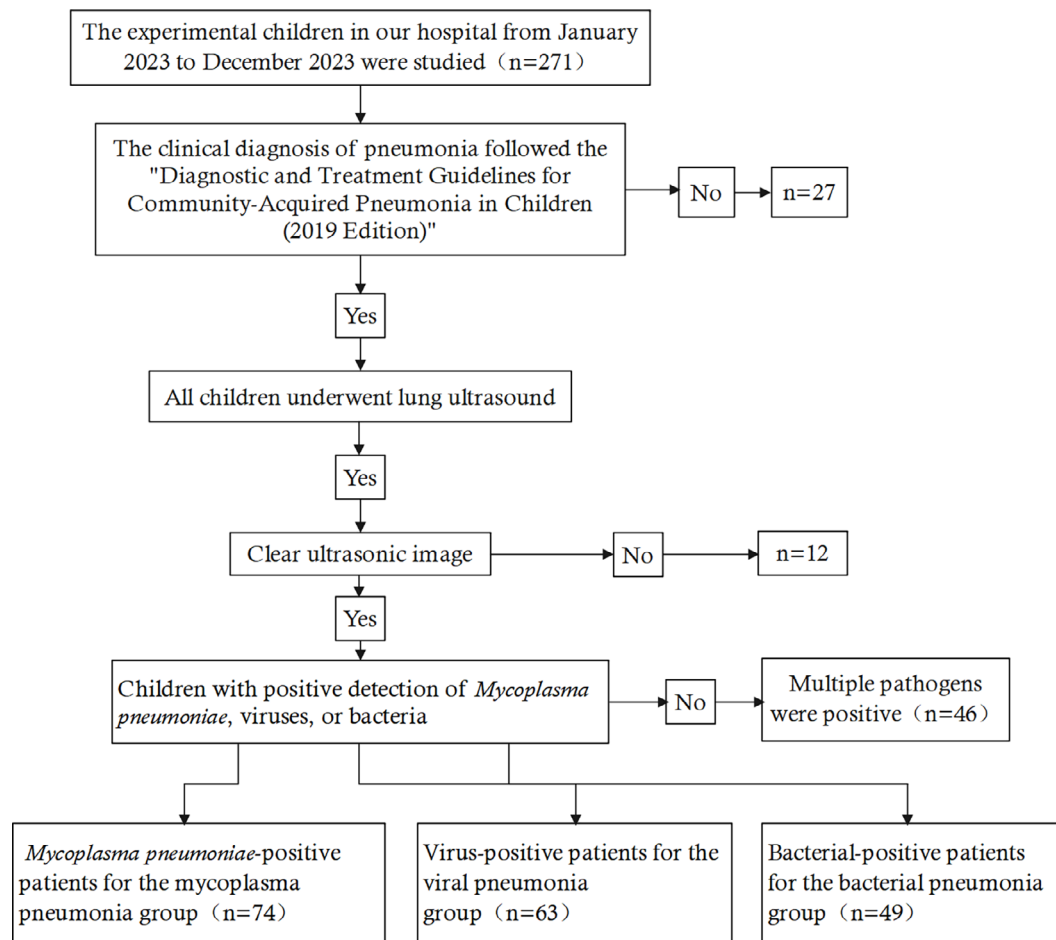 The experimental children in our hospital from January
2023 to December 2023 were studied（n=271）
The clinical diagnosis of pneumonia followed the
"Diagnostic and Treatment Guidelines for
Community-Acquired Pneumonia in Children
(2019 Edition)"
No
n=27
Yes
All children underwent lung ultrasound
Yes
Clear ultrasonic image
No
n=12
Yes
Children with positive detection of Mycoplasma
pneumoniae, viruses, or bacteria
No
Multiple pathogens
were positive（n=46）
Mycoplasma pneumoniae-positive
patients for the mycoplasma
pneumonia group（n=74）
Virus-positive patients for the
viral pneumonia
group（n=63）
Bacterial-positive patients
for the bacterial pneumonia
group（n=49）